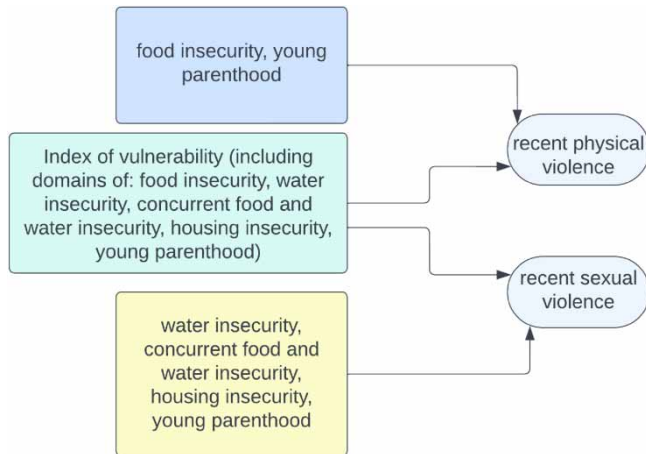 food insecurity, young
parenthood
Index of vulnerability (including
domains of: food insecurity, water
insecurity, concurrent food and
water insecurity, housing insecurity,
young parenthood)
recent physical
violence
recent sexual
violence
water insecurity,
concurrent food and
water insecurity,
housing insecurity,
young parenthood